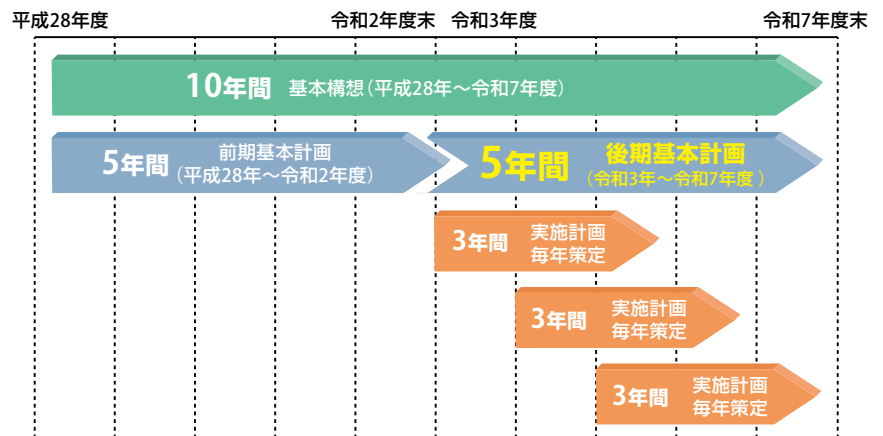 平成28年度 令和2年度末 令和3年度 令和7年度末
10年間 基本構想(平成28年～令和7年度)
5年間 前期基本計画
(平成28年～令和2年度)
5年間 後期基本計画
(令和3年～令和7年度 )
3年間 実施計画
毎年策定
3年間 実施計画
毎年策定
3年間 実施計画
毎年策定